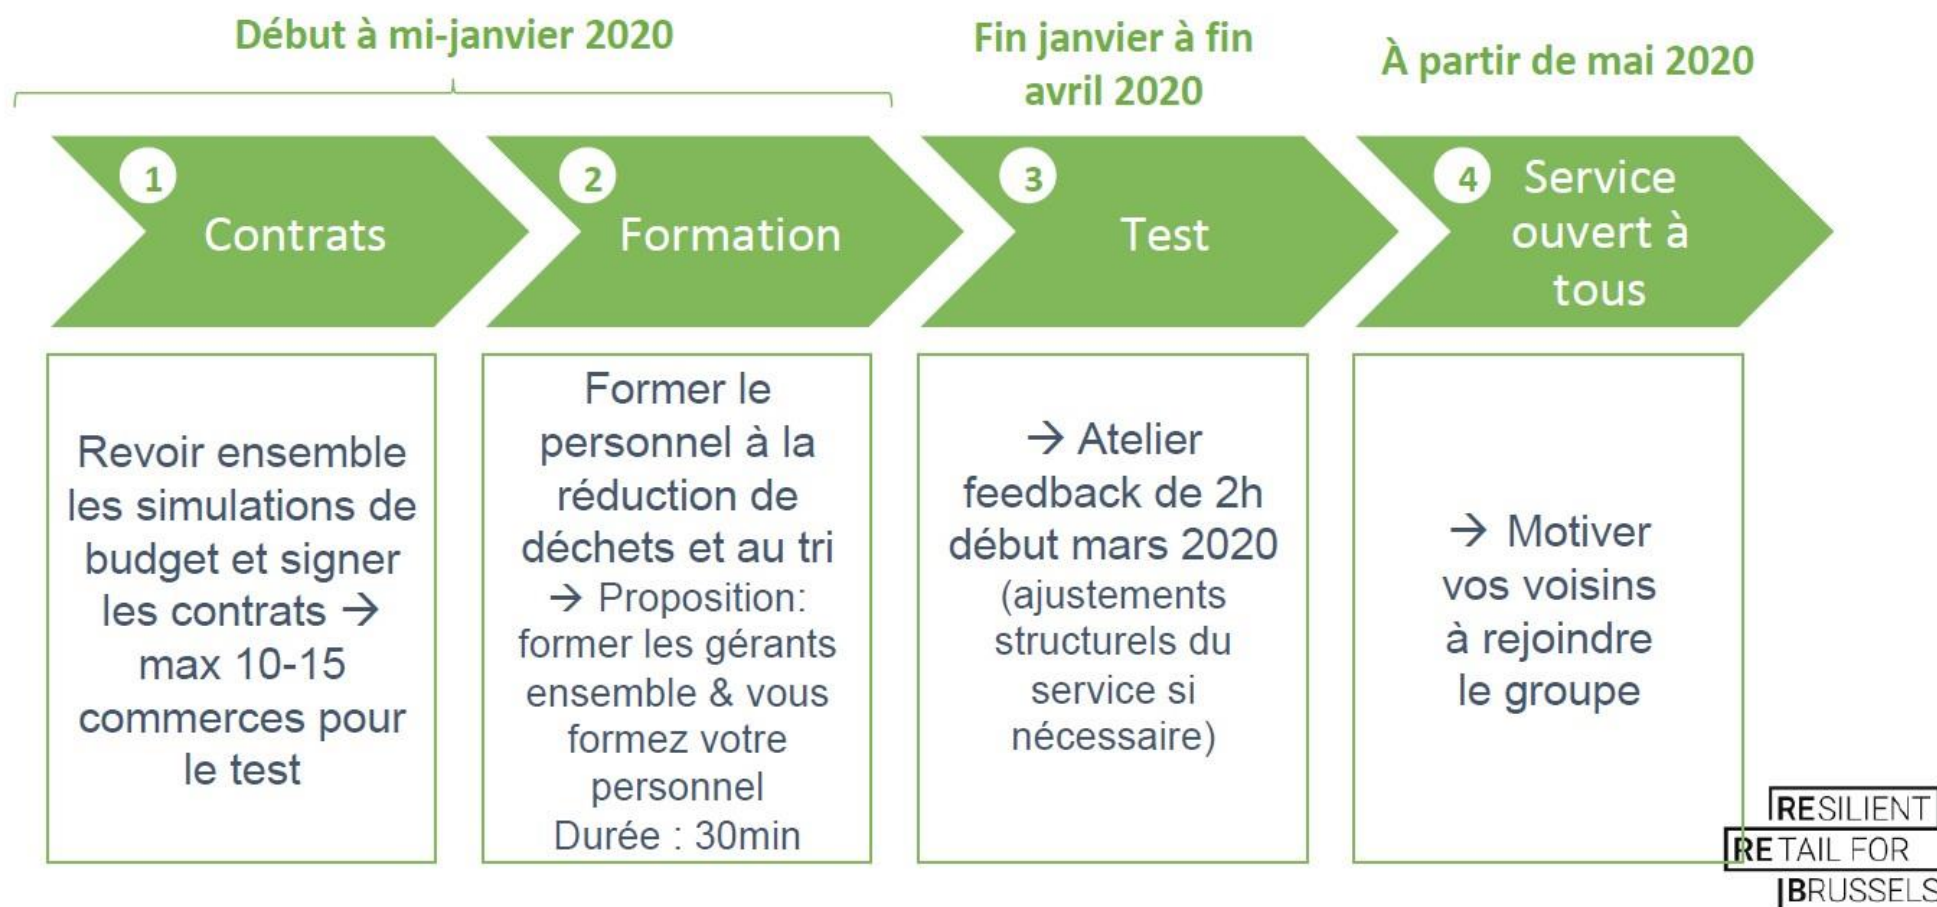 Début à mi-janvier 2020
Fin janvier à fin
avril 2020
À partir de mai 2020
1
Contrats
2
Formation
3
Test
4
Service
ouvert à
tous
Revoir ensemble
les simulations de
budget et signer
les contrats →
max 10-15
commerces pour
le test
Former le
personnel à la
réduction de
déchets et au tri
→ Proposition:
former les gérants
ensemble & vous
formez votre
personnel
Durée : 30min
→ Atelier
feedback de 2h
début mars 2020
(ajustements
structurels du
service si
nécessaire)
→ Motiver
vos voisins
à rejoindre
le groupe
RESILIENT
RETAIL FOR
BRUSSELS